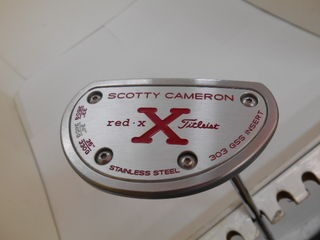 SCOTTY CAMERON
red·x
X
Titleist
303 GSS INSERT
STAINLESS STEEL